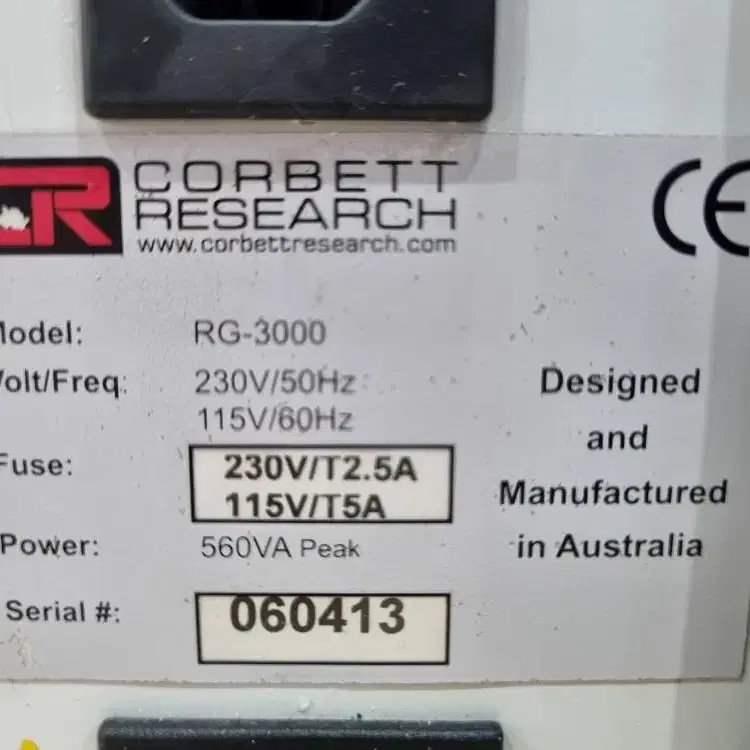 CR
CORBETT
RESEARCH
www.corbettresearch.com
CE
Model: RG-3000
Volt/Freq: 230V/50Hz
115V/60Hz
Fuse: 230V/T2.5A
115V/T5A
Power: 560VA Peak
Serial #: 060413
Designed
and
Manufactured
in Australia